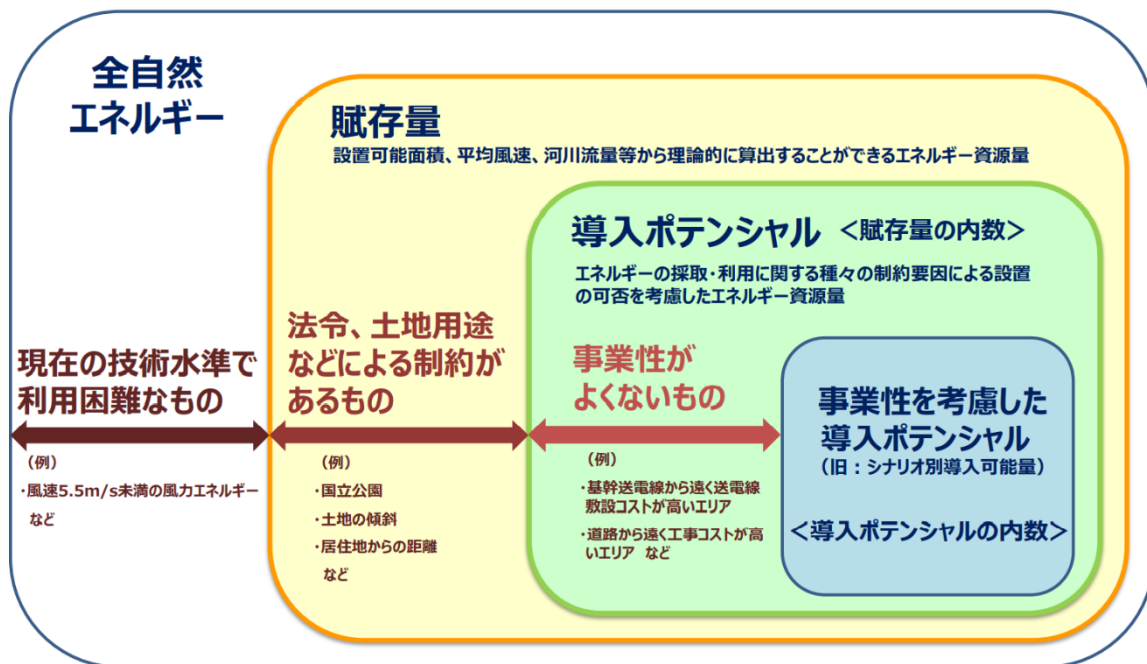 全自然
エネルギー
賦存量
設置可能面積、平均風速、河川流量等から理論的に算出することができるエネルギー資源量
導入ポテンシャル <賦存量の内数>
エネルギーの採取・利用に関する種々の制約要因による設置
の可否を考慮したエネルギー資源量
現在の技術水準で
利用困難なもの
(例)
・風速5.5m/s未満の風力エネルギー
など
法令、土地用途
などによる制約が
あるもの
(例)
・国立公園
・土地の傾斜
・居住地からの距離
など
事業性が
よくないもの
(例)
・基幹送電線から遠く送電線
敷設コストが高いエリア
・道路から遠く工事コストが高
いエリア など
事業性を考慮した
導入ポテンシャル
(旧:シナリオ別導入可能量)
<導入ポテンシャルの内数>